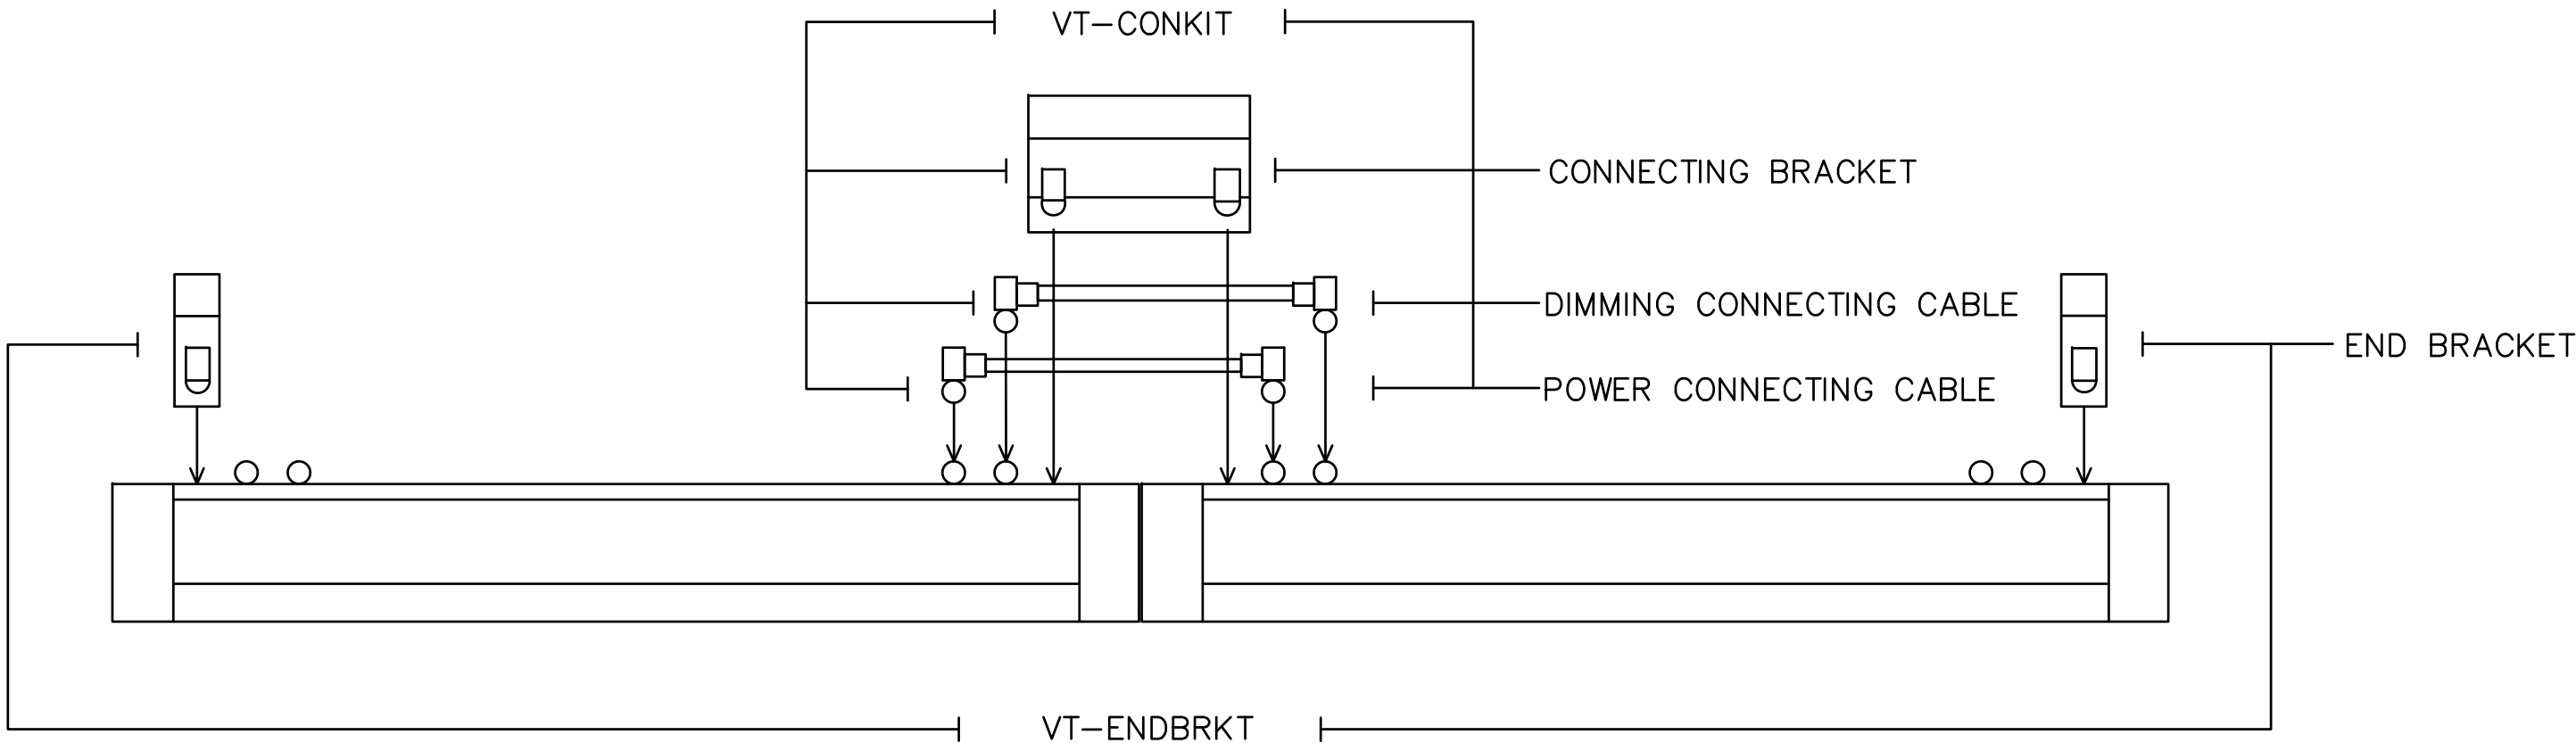 VT-CONKIT
CONNECTING BRACKET
DIMMING CONNECTING CABLE
END BRACKET
POWER CONNECTING CABLE
VT-ENDBRKT